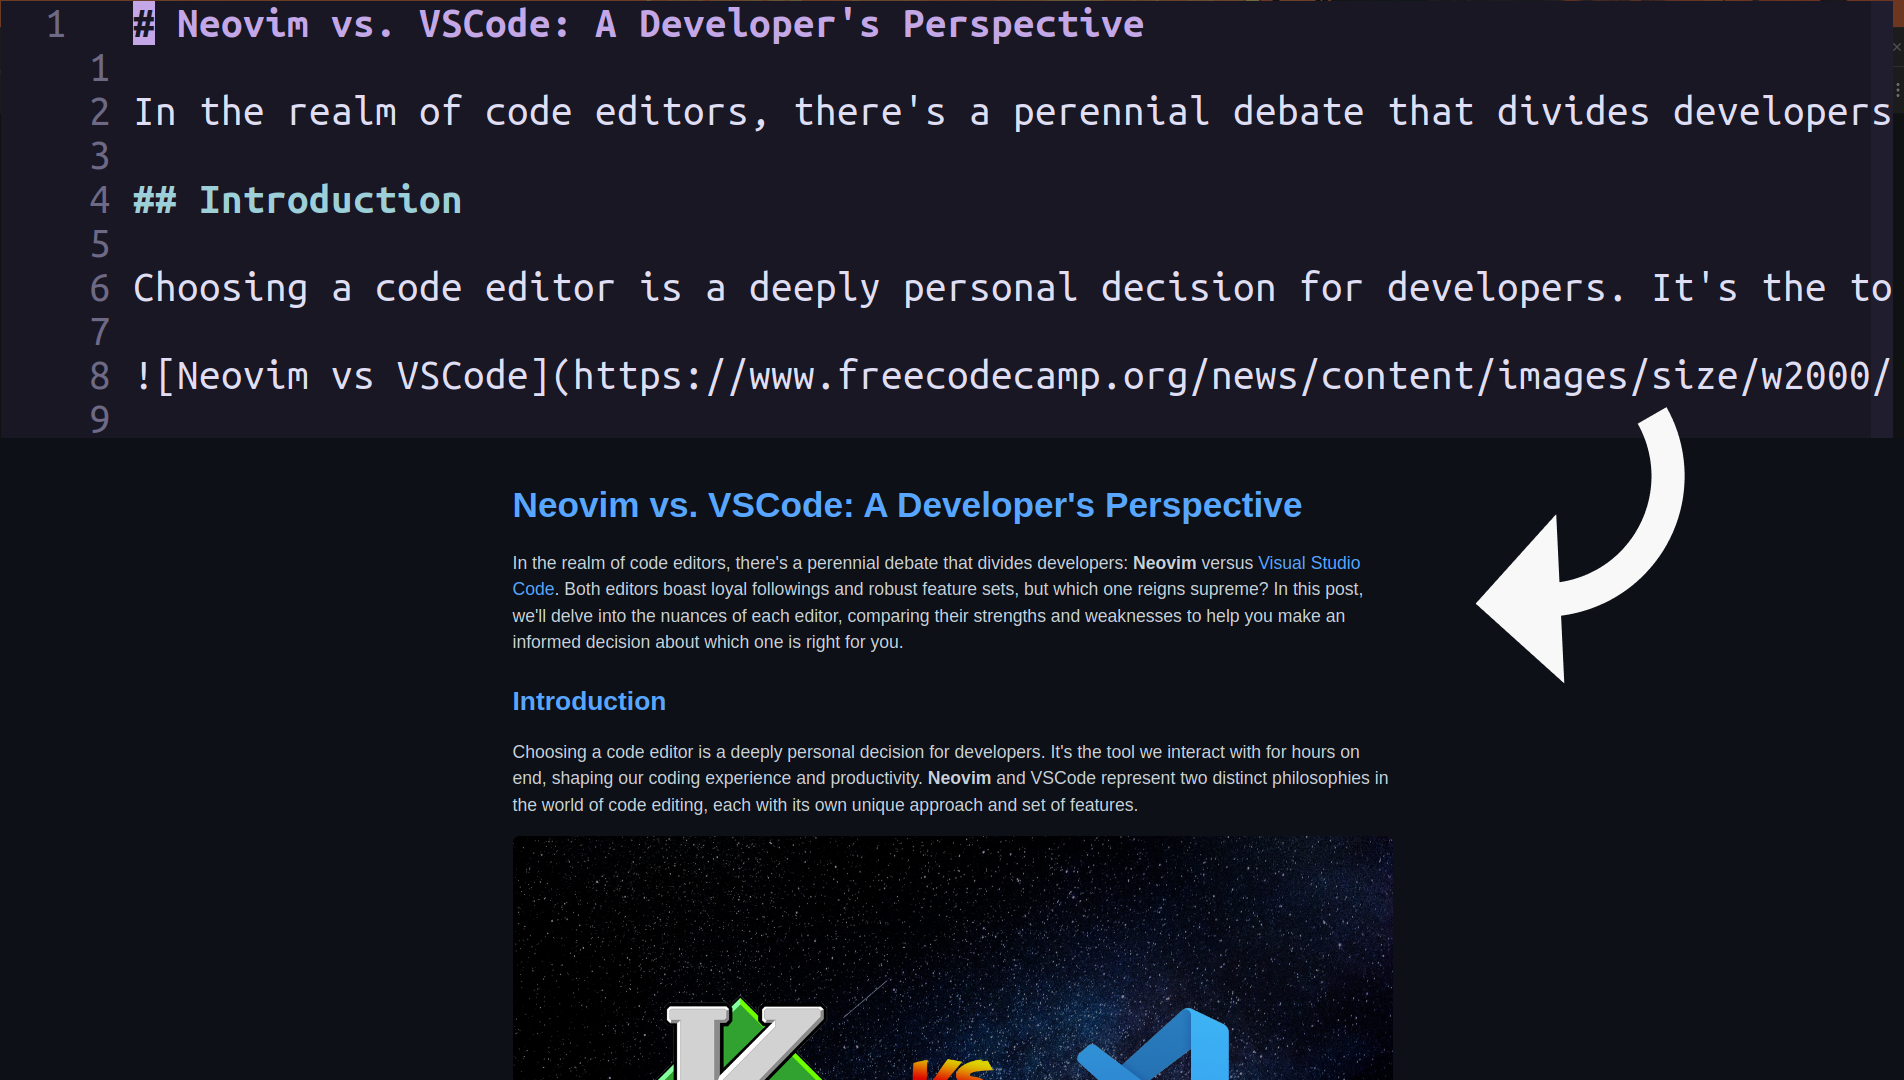 1 # Neovim vs. VSCode: A Developer's Perspective
1
2 In the realm of code editors, there's a perennial debate that divides developers
3
4 ## Introduction
5
6 Choosing a code editor is a deeply personal decision for developers. It's the to
7
8 ![Neovim vs VSCode](https://www.freecodecamp.org/news/content/images/size/w2000/
9
Neovim vs. VSCode: A Developer's Perspective
In the realm of code editors, there's a perennial debate that divides developers: Neovim versus Visual Studio
Code. Both editors boast loyal followings and robust feature sets, but which one reigns supreme? In this post,
we'll delve into the nuances of each editor, comparing their strengths and weaknesses to help you make an
informed decision about which one is right for you.
Introduction
Choosing a code editor is a deeply personal decision for developers. It's the tool we interact with for hours on
end, shaping our coding experience and productivity. Neovim and VSCode represent two distinct philosophies in
the world of code editing, each with its own unique approach and set of features.
VS